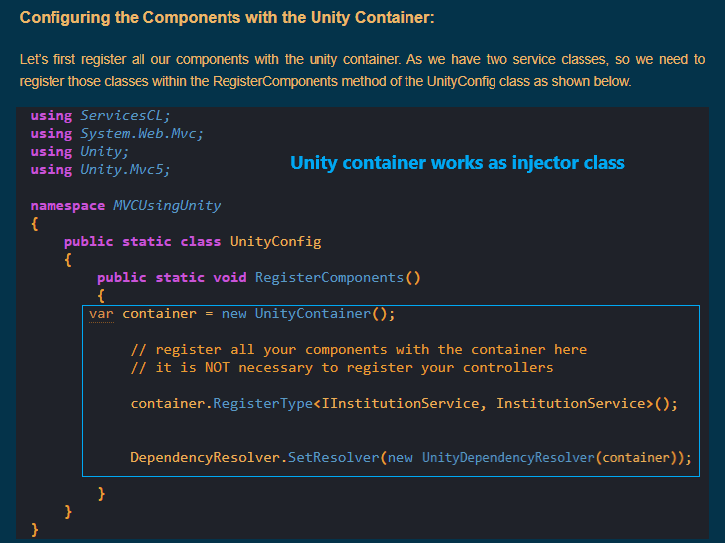 Configuring the Components with the Unity Container:
Let's first register all our components with the unity container. As we have two service classes, so we need to
register those classes within the RegisterComponents method of the UnityConfig class as shown below.
using ServicesCL;
using System.Web.Mvc;
using Unity;
using Unity.Mvc5;
Unity container works as injector class
namespace MVCUsingUnity
{
public static class UnityConfig
{
public static void RegisterComponents()
{
var container = new UnityContainer();
// register all your components with the container here
// it is NOT necessary to register your controllers
container.RegisterType<IInstitutionService, InstitutionService>();
DependencyResolver.SetResolver(new UnityDependencyResolver(container));
}
}
}